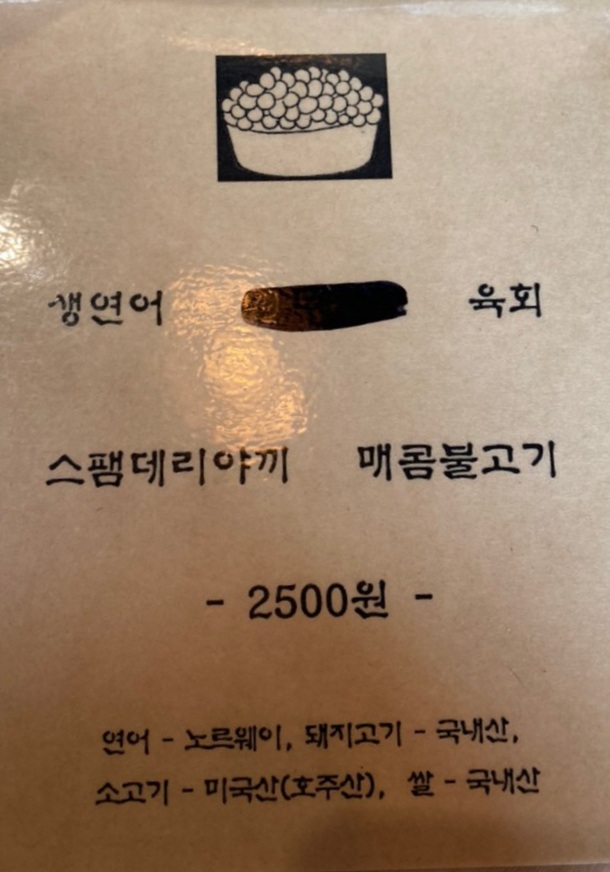 생연어 육회
스팸데리야끼 매콤불고기
- 2500원 -
연어 - 노르웨이, 돼지고기 - 국내산,
소고기 - 미국산(호주산), 쌀 - 국내산